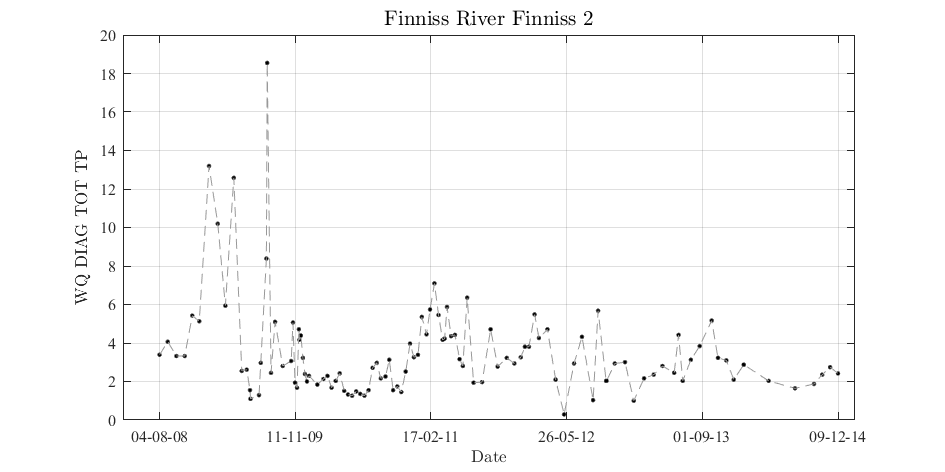 Finniss River Finniss 2
WQ DIAG TOT TP
20
18
16
14
12
10
8
6
4
2
0
04-08-08 11-11-09 17-02-11 26-05-12 01-09-13 09-12-14
Date